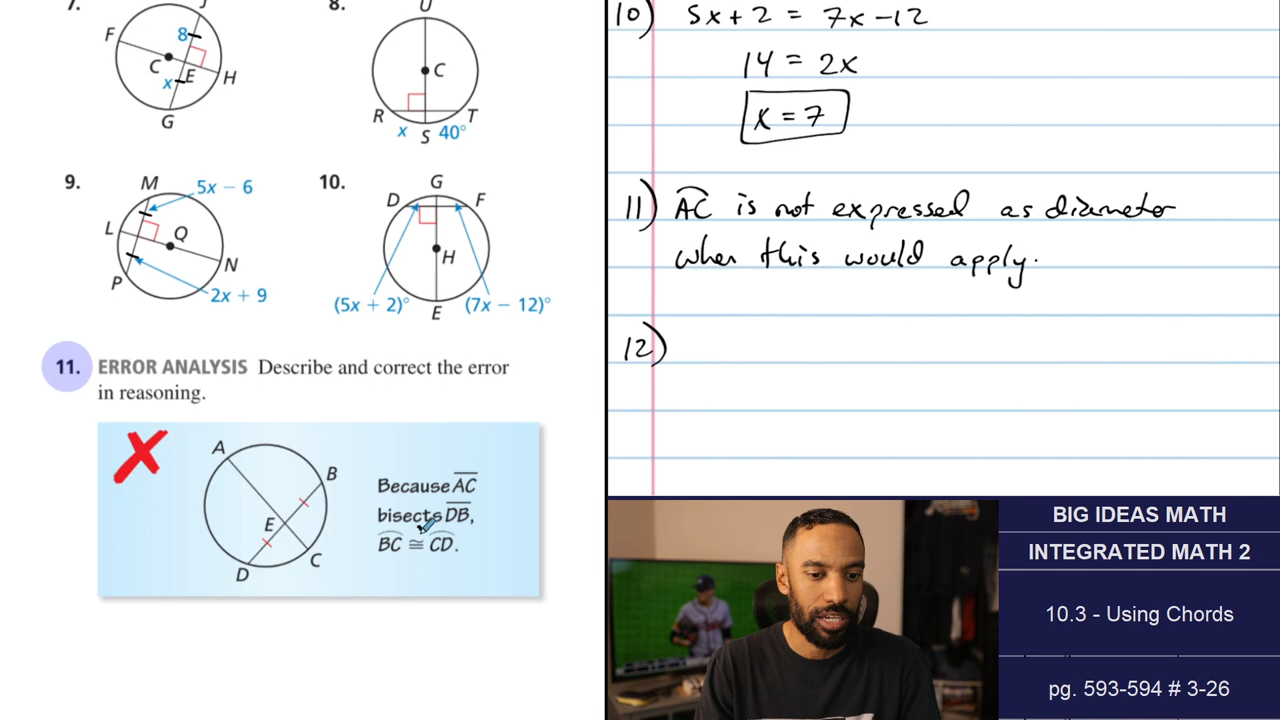 7.
J
F
8
C
E
H
x
G
8.
U
C
R
T
x
S
40°
9.
M
5x − 6
L
Q
N
P
2x + 9
10.
G
D
F
H
(5x + 2)°
E
(7x − 12)°
11. ERROR ANALYSIS Describe and correct the error
in reasoning.
A
B
E
C
D
Because AC
bisects DB,
BC ≅ CD.
10) 5x + 2 = 7x − 12
14 = 2x
x = 7
11) AC is not expressed as diameter
when this would apply.
12)
BIG IDEAS MATH
INTEGRATED MATH 2
10.3 - Using Chords
pg. 593-594 # 3-26